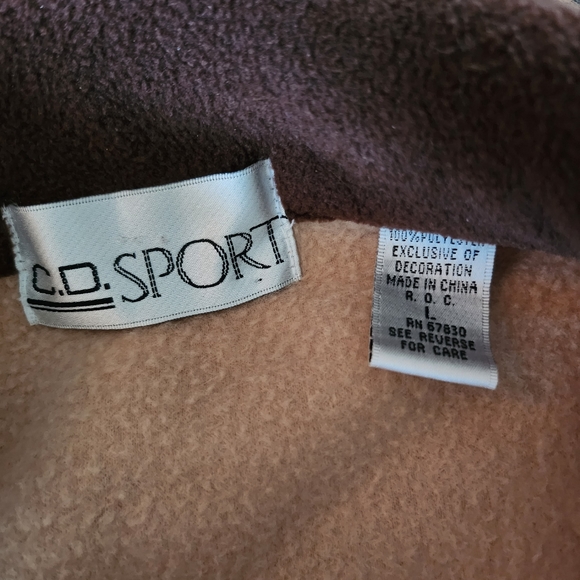 C.D. SPORT
100% POLYESTER
EXCLUSIVE OF
DECORATION
MADE IN CHINA
R. O. C.
L
RN 67830
SEE REVERSE
FOR CARE